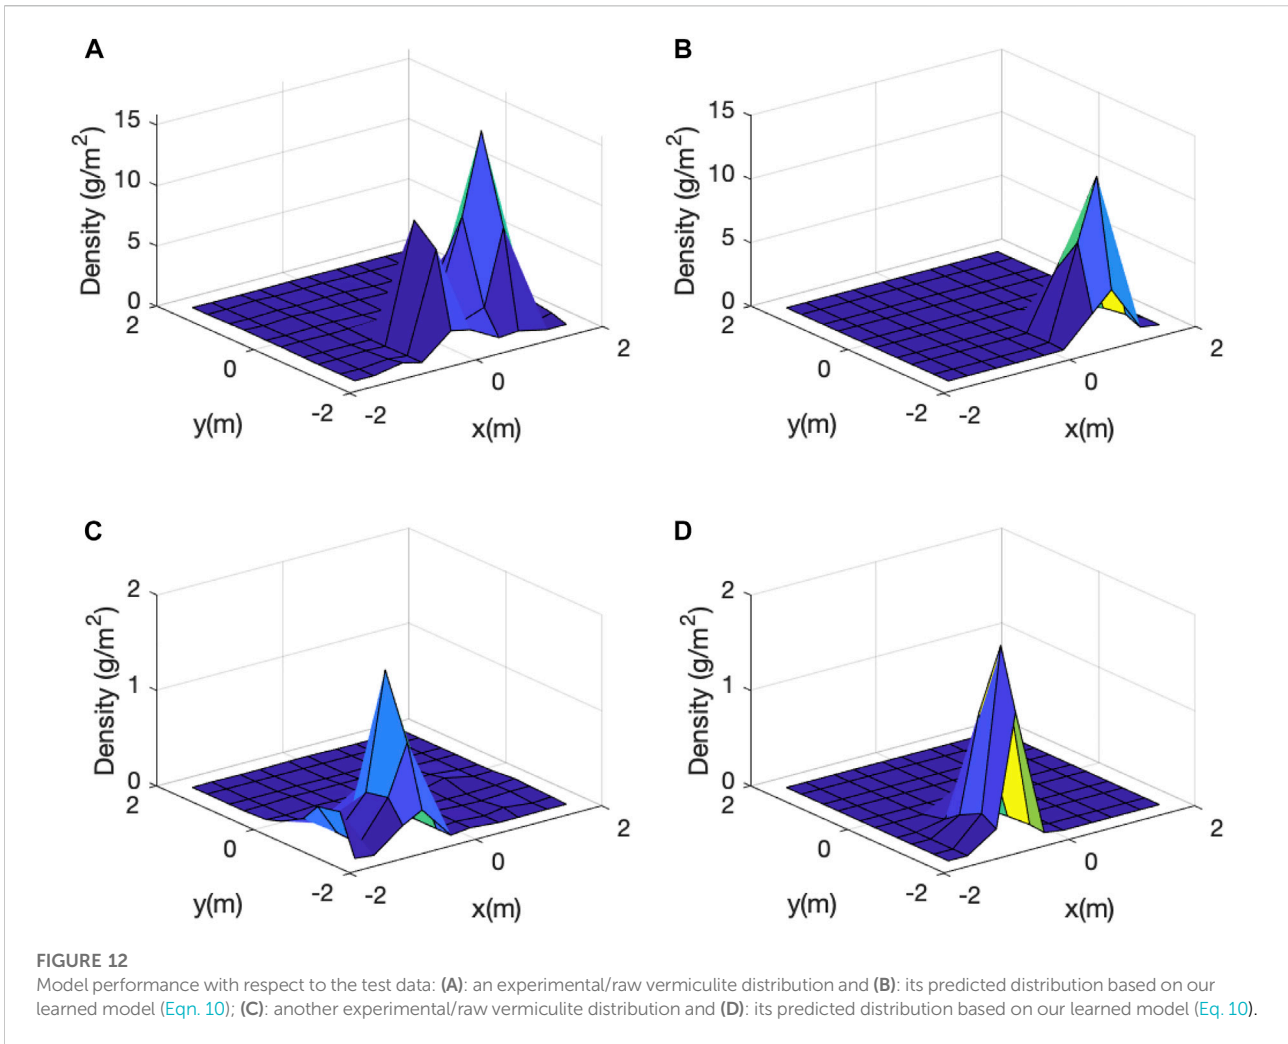 A
B
Density (g/m2)
15
10
5
0
2
0
-2
y(m)
-2
0
2
x(m)
Density (g/m2)
15
10
5
0
2
0
-2
y(m)
-2
0
2
x(m)
C
D
Density (g/m2)
2
1
0
2
0
-2
y(m)
-2
0
2
x(m)
Density (g/m2)
2
1
0
2
0
-2
y(m)
-2
0
2
x(m)
FIGURE 12
Model performance with respect to the test data: (A): an experimental/raw vermiculite distribution and (B): its predicted distribution based on our
learned model (Eqn. 10); (C): another experimental/raw vermiculite distribution and (D): its predicted distribution based on our learned model (Eq. 10).